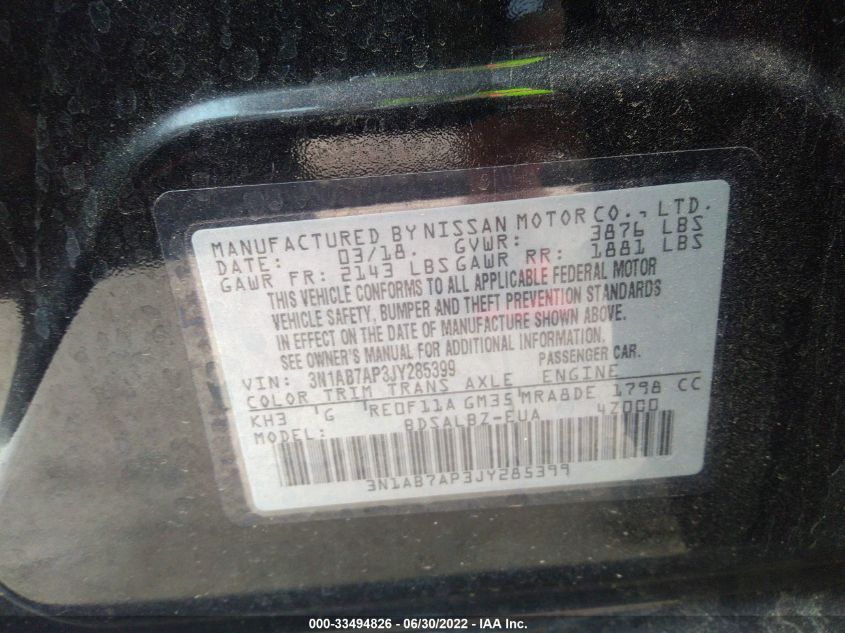 MANUFACTURED BY NISSAN MOTOR CO., LTD.
DATE: 03/18. GVWR: 3876 LBS
GAWR FR: 2143 LBS GAWR RR: 1881 LBS
THIS VEHICLE CONFORMS TO ALL APPLICABLE FEDERAL MOTOR
VEHICLE SAFETY, BUMPER AND THEFT PREVENTION STANDARDS
IN EFFECT ON THE DATE OF MANUFACTURE SHOWN ABOVE.
SEE OWNER'S MANUAL FOR ADDITIONAL INFORMATION.
VIN: 3N1AB7AP3JY285399 PASSENGER CAR.
COLOR TRIM TRANS AXLE ENGINE
KH3 G RE0F11A GM35 MRA8DE 1798 CC
MODEL: BDSALBZ-EUA 4Z000
3N1AB7AP3JY285399
000-33494826 - 06/30/2022 - IAA Inc.